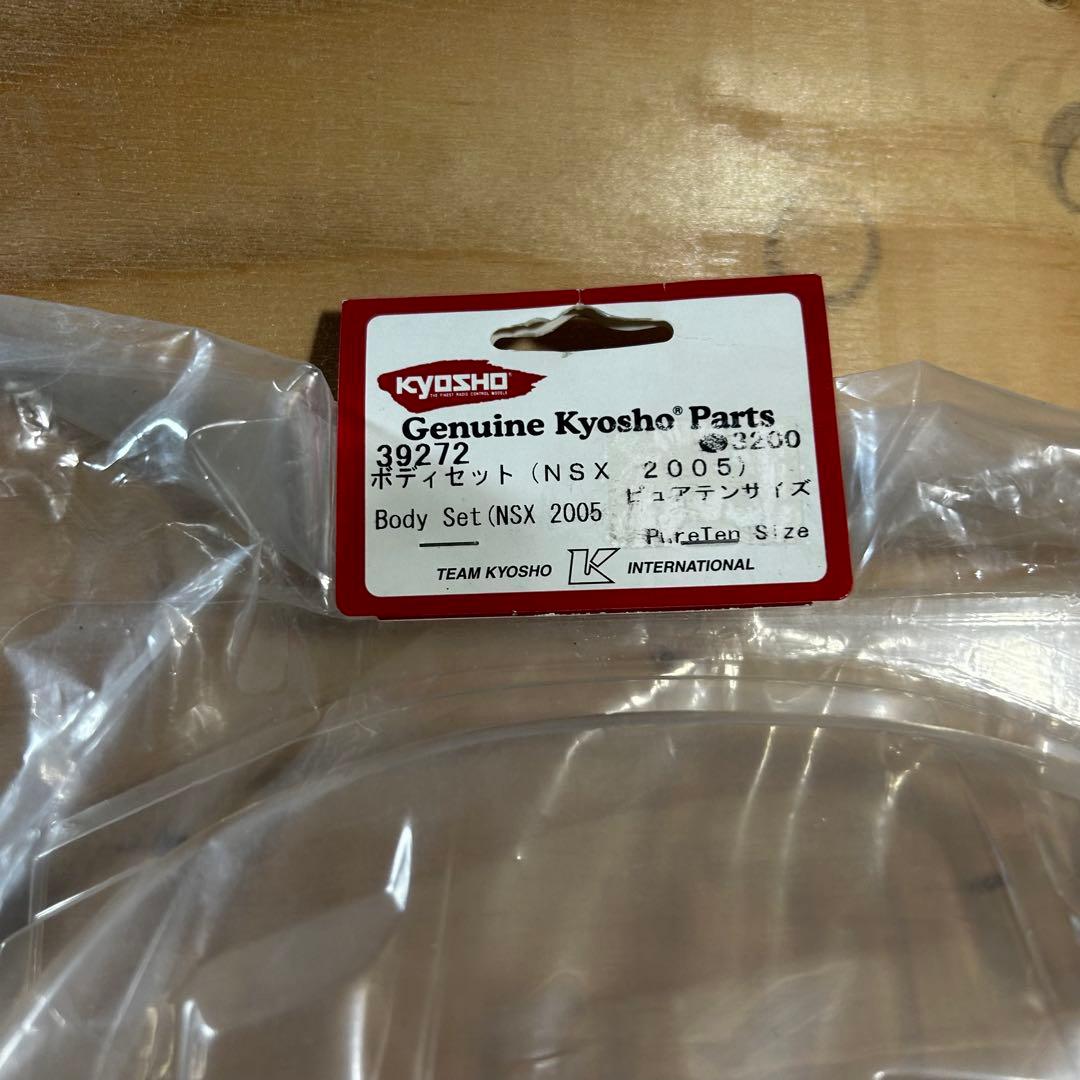 KYOSHO
THE FINEST RADIO CONTROL MODELS
Genuine Kyosho® Parts
39272 3200
ボディセット(NSX 2005)
ピュアテンサイズ
Body Set(NSX 2005
PureTen Size
TEAM KYOSHO K INTERNATIONAL